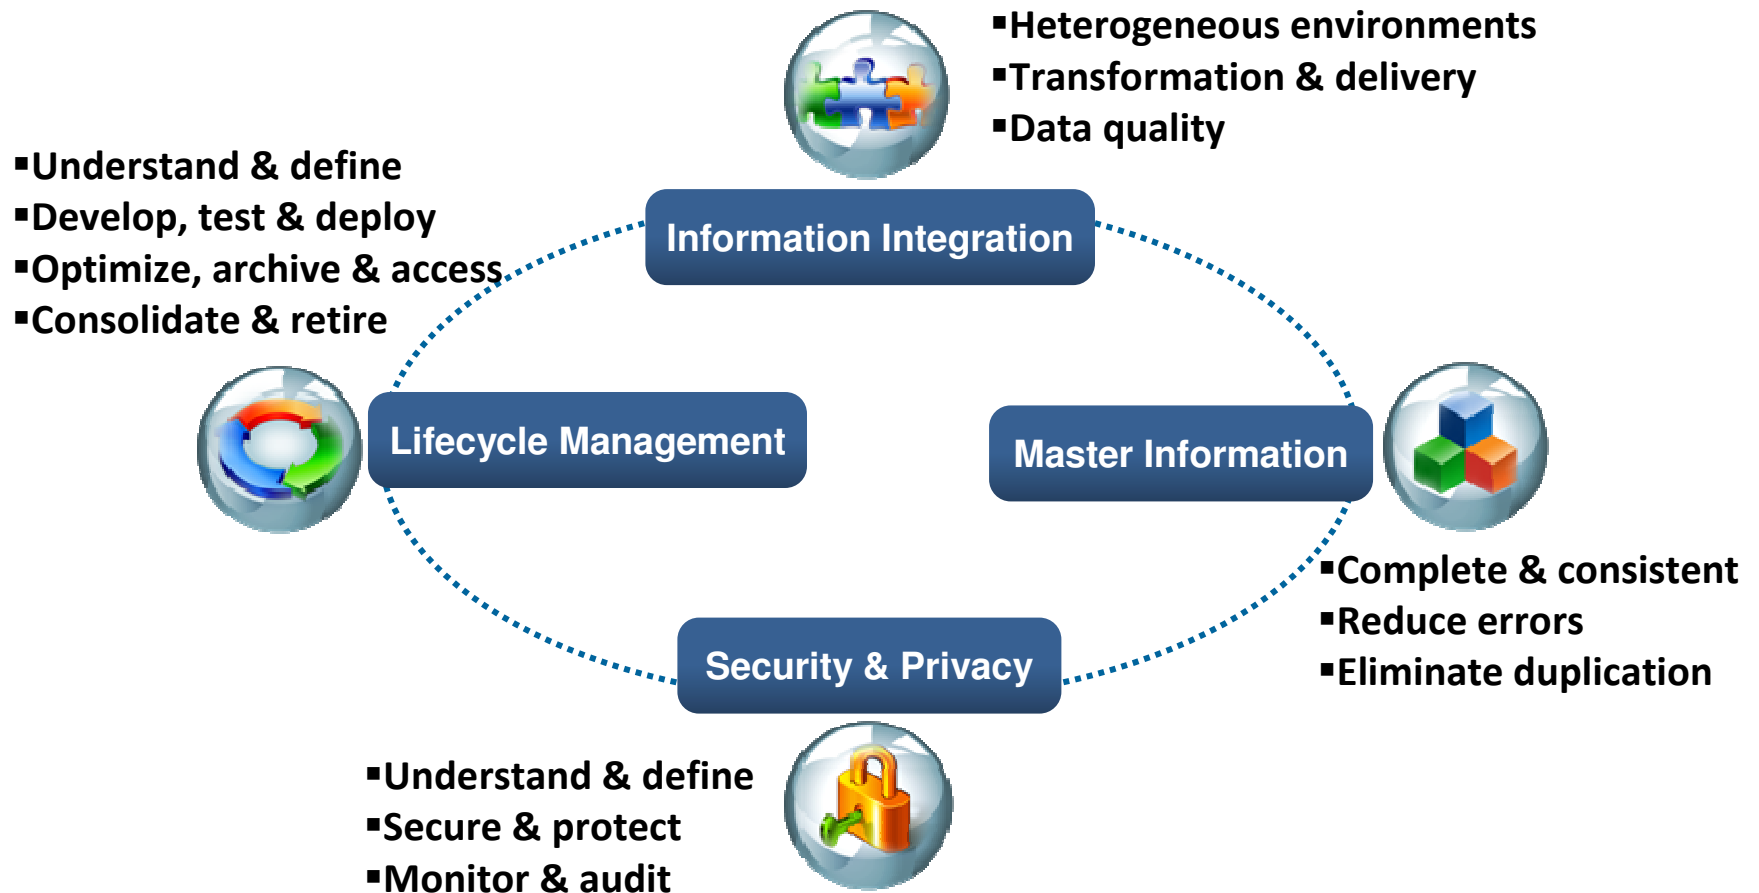 ▪Heterogeneous environments
▪Transformation & delivery
▪Data quality
▪Understand & define
▪Develop, test & deploy
▪Optimize, archive & access
▪Consolidate & retire
Information Integration
Lifecycle Management
Master Information
▪Complete & consistent
▪Reduce errors
▪Eliminate duplication
Security & Privacy
▪Understand & define
▪Secure & protect
▪Monitor & audit